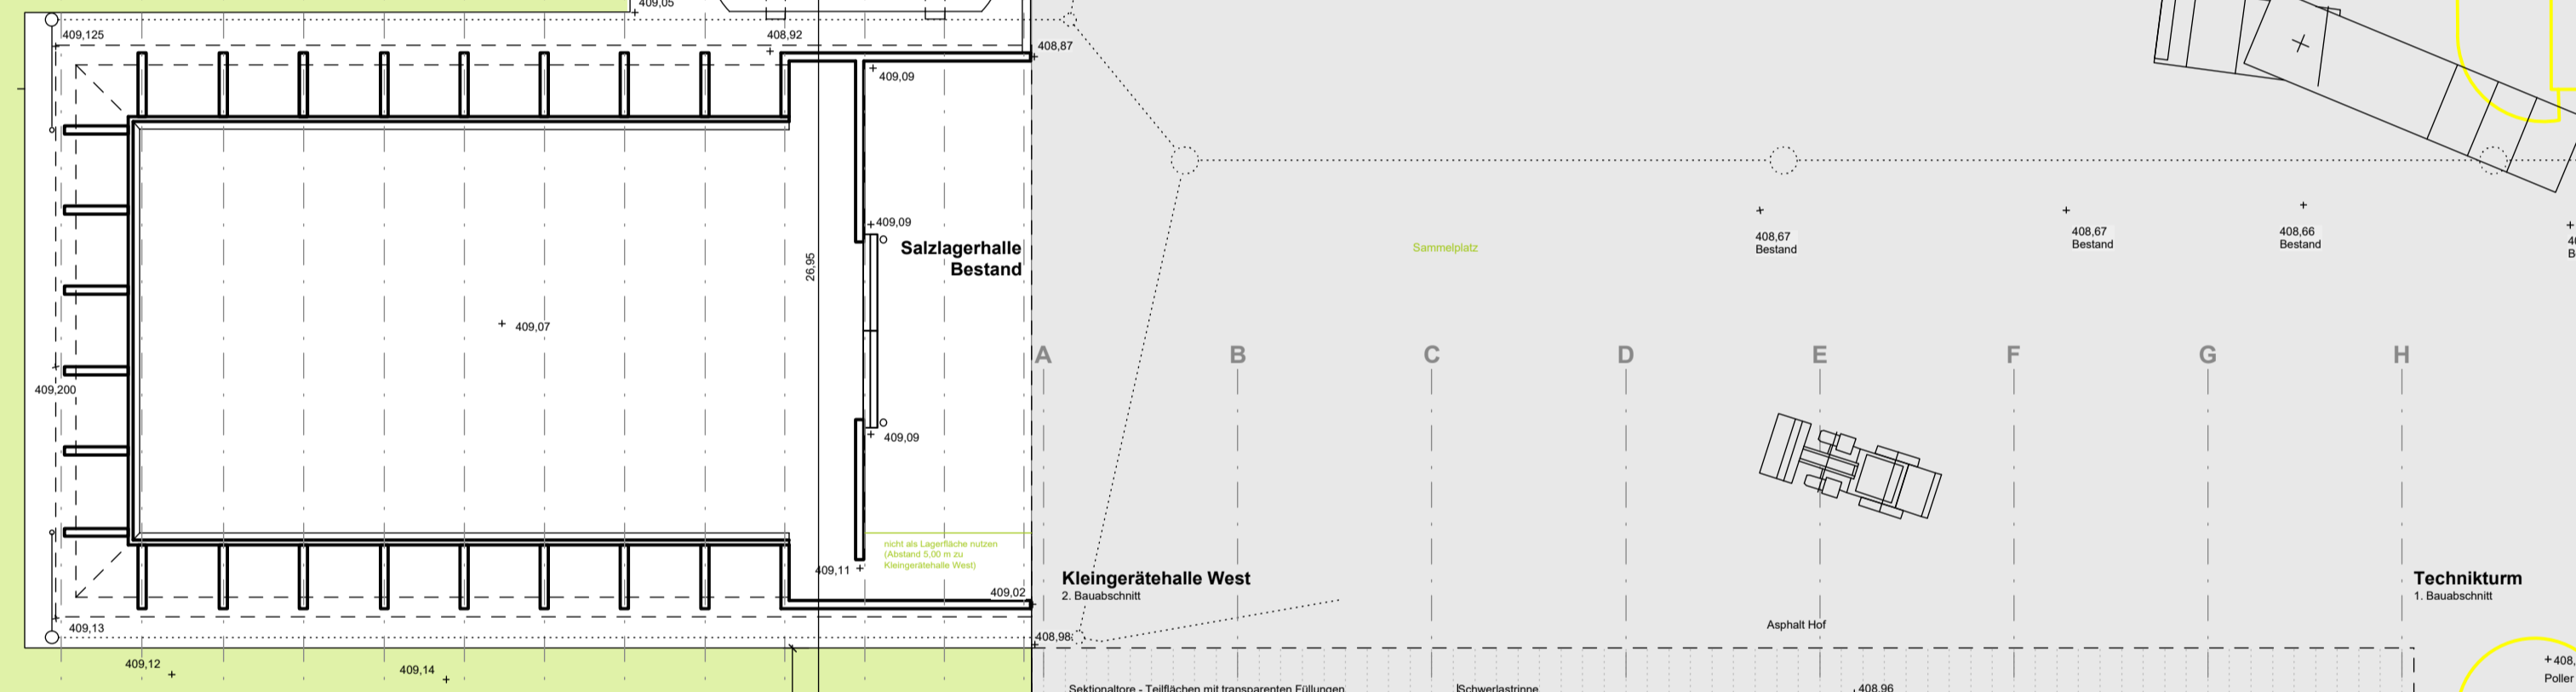 409,05
409,125
408,92
408,87
409,09
409,09
Salzlagerhalle
Bestand
26,95
Sammelplatz
408,67
Bestand
408,67
Bestand
408,66
Bestand
409,07
A B C D E F G H
409,200
409,09
nicht als Lagerfläche nutzen
(Abstand 5,00 m zu
Kleingerätehalle West)
409,11
409,02
Kleingerätehalle West
2. Bauabschnitt
Technikturm
1. Bauabschnitt
Asphalt Hof
409,13
408,98
409,12
409,14
408,
Poller
Sektionaltore - Teilflächen mit transparenten Füllungen
Schwerlastrinne
408,96